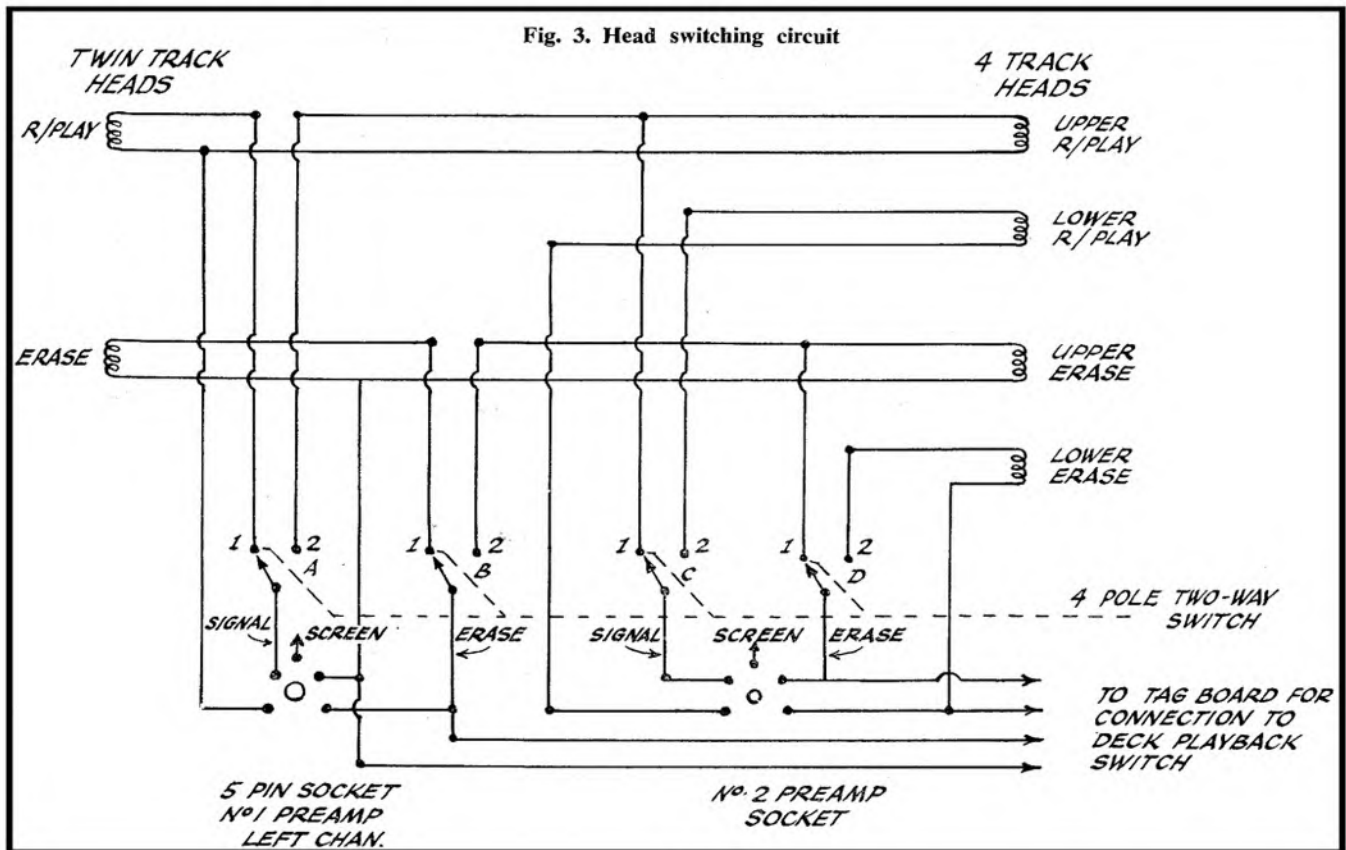 Fig. 3. Head switching circuit
TWIN TRACK
HEADS
4 TRACK
HEADS
R/PLAY
UPPER
R/PLAY
LOWER
R/PLAY
ERASE
UPPER
ERASE
LOWER
ERASE
1 2
A
1 2
B
1 2
C
1 2
D
4 POLE TWO-WAY
SWITCH
SIGNAL
SCREEN
ERASE
SIGNAL
SCREEN
ERASE
TO TAG BOARD FOR
CONNECTION TO
DECK PLAYBACK
SWITCH
5 PIN SOCKET
Nº1 PREAMP
LEFT CHAN.
Nº.2 PREAMP
SOCKET